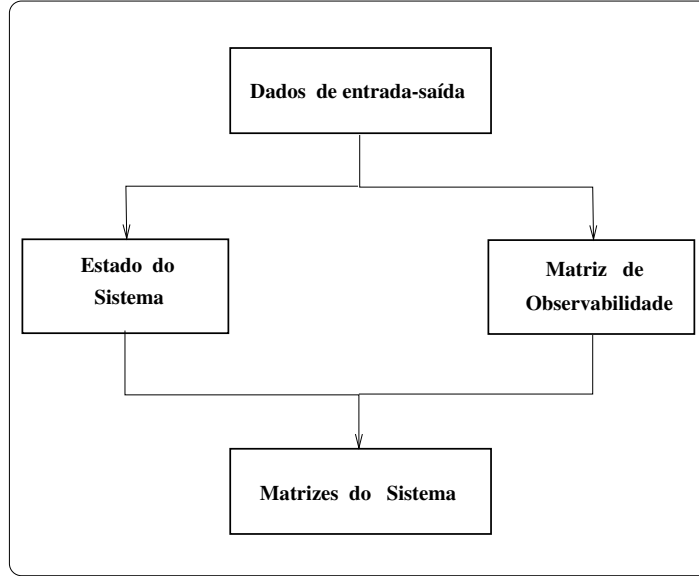 Dados de entrada-saída
Estado do
Sistema
Matriz de
Observabilidade
Matrizes do Sistema